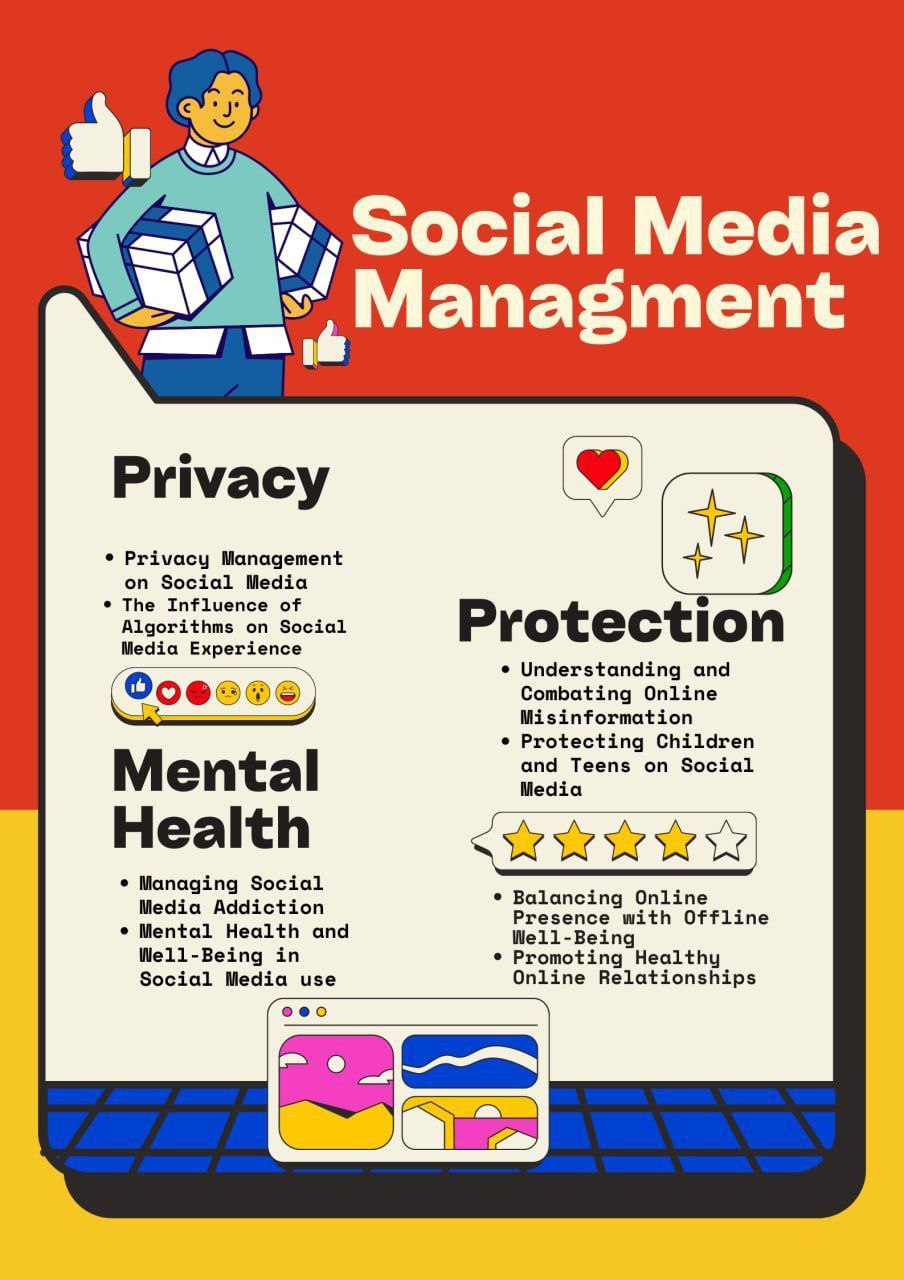 Social Media
Managment
Privacy
• Privacy Management
on Social Media
• The Influence of
Algorithms on Social
Media Experience
Mental
Health
• Managing Social
Media Addiction
• Mental Health and
Well-Being in
Social Media use
Protection
• Understanding and
Combating Online
Misinformation
• Protecting Children
and Teens on Social
Media
• Balancing Online
Presence with Offline
Well-Being
• Promoting Healthy
Online Relationships